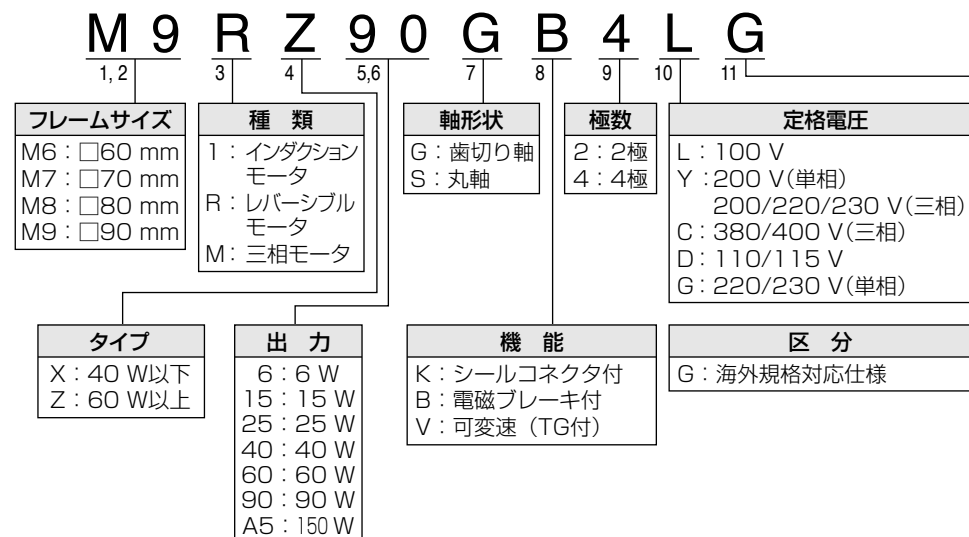 M9RZ90GB4LG
1, 2 3 4 5,6 7 8 9 10 11
フレームサイズ
M6：□60 mm
M7：□70 mm
M8：□80 mm
M9：□90 mm
種 類
1：インダクション
モータ
R：レバーシブル
モータ
M：三相モータ
軸形状
G：歯切り軸
S：丸軸
極数
2：2極
4：4極
定格電圧
L：100 V
Y：200 V(単相)
200/220/230 V(三相)
C：380/400 V(三相)
D：110/115 V
G：220/230 V(単相)
タイプ
X：40 W以下
Z：60 W以上
出 力
6：6 W
15：15 W
25：25 W
40：40 W
60：60 W
90：90 W
A5：150 W
機 能
K：シールコネクタ付
B：電磁ブレーキ付
V：可変速（TG付）
区 分
G：海外規格対応仕様